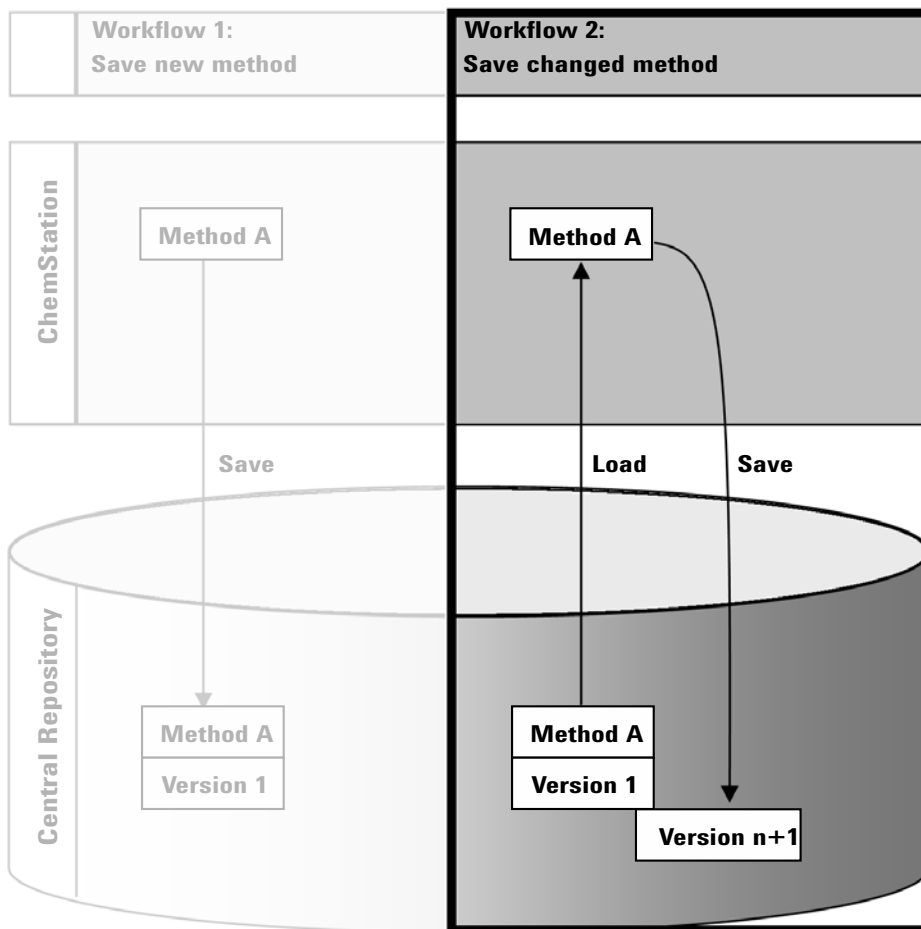 Workflow 1:
Save new method
Workflow 2:
Save changed method
ChemStation
Method A
Method A
Save
Load
Save
Central Repository
Method A
Version 1
Method A
Version 1
Version n+1